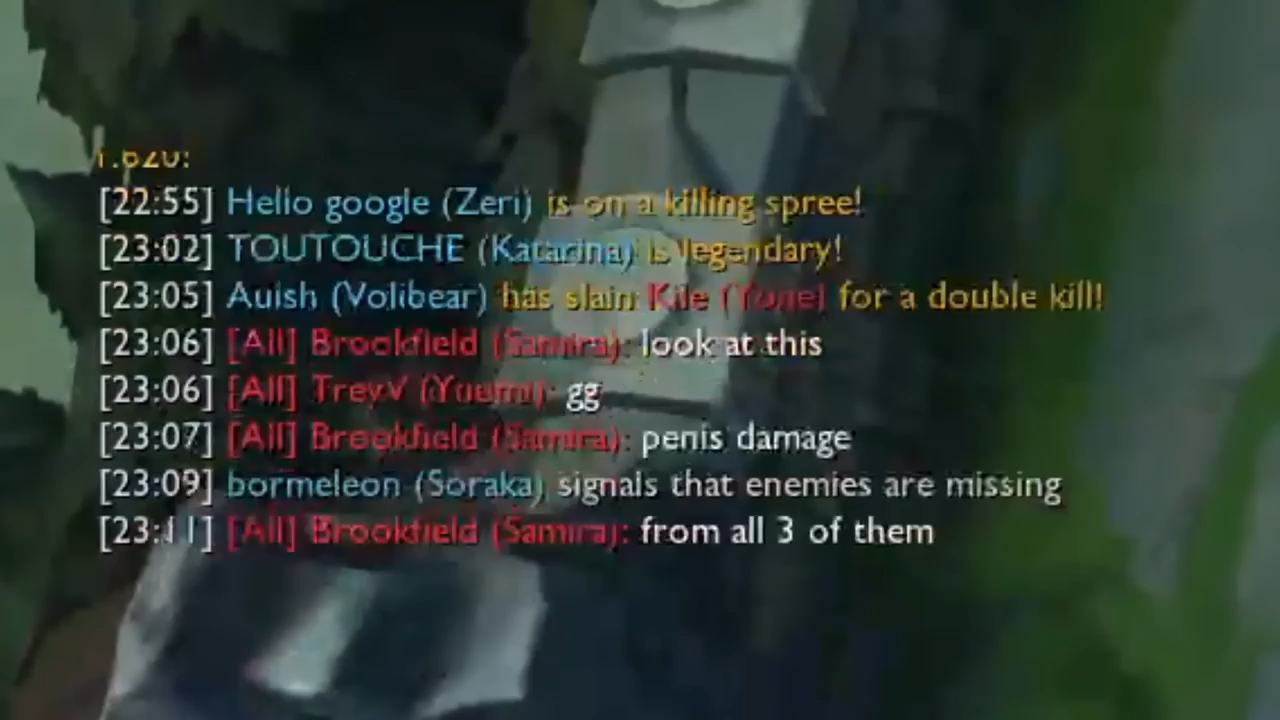 [22:55] Hello google (Zeri) is on a killing spree!
[23:02] TOUTOUCHE (Katarina) is legendary!
[23:05] Auish (Volibear) has slain Kile (Yone) for a double kill!
[23:06] [All] Brookfield (Samira): look at this
[23:06] [All] TreyV (Yuumi): gg
[23:07] [All] Brookfield (Samira): penis damage
[23:09] bormeleon (Soraka) signals that enemies are missing
[23:11] [All] Brookfield (Samira): from all 3 of them